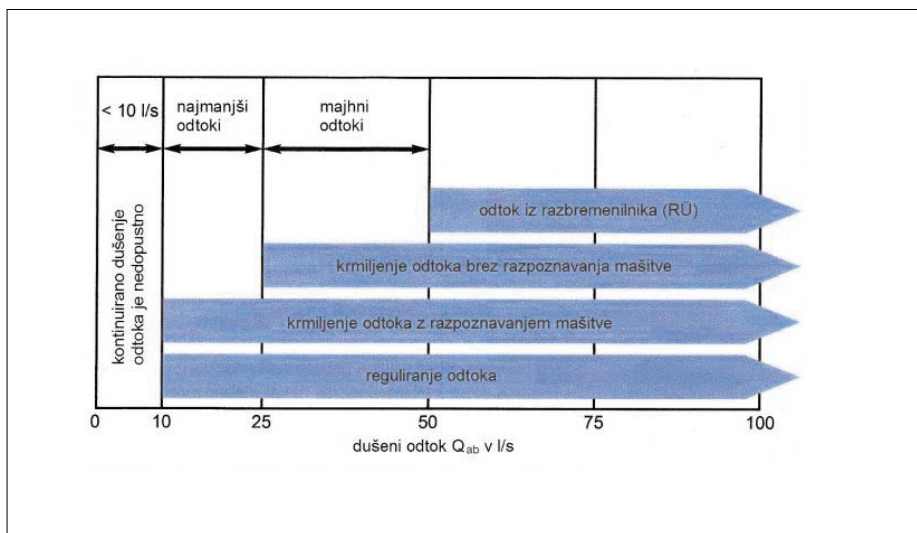 < 10 l/s
najmanjši
odtoki
majhni
odtoki
kontinuirano dušenje
odtoka je nedopustno
odtok iz razbremenilnika (RÜ)
krmiljenje odtoka brez razpoznavanja mašitve
krmiljenje odtoka z razpoznavanjem mašitve
reguliranje odtoka
0 10 25 50 75 100
dušeni odtok Qab v l/s